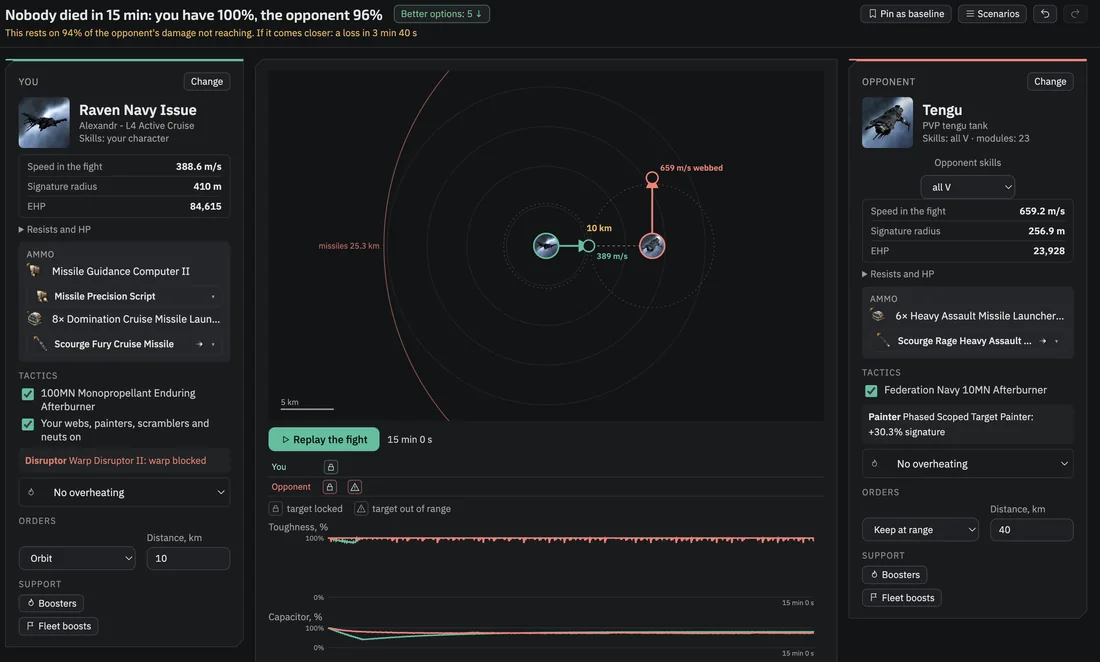 Nobody died in 15 min: you have 100%, the opponent 96%
Better options: 5 ↓
Pin as baseline
Scenarios
This rests on 94% of the opponent's damage not reaching. If it comes closer: a loss in 3 min 40 s
YOU
Change
Raven Navy Issue
Alexandr - L4 Active Cruise
Skills: your character
Speed in the fight 388.6 m/s
Signature radius 410 m
EHP 84,615
Resists and HP
AMMO
Missile Guidance Computer II
Missile Precision Script
8× Domination Cruise Missile Laun...
Scourge Fury Cruise Missile →
TACTICS
100MN Monopropellant Enduring
Afterburner
Your webs, painters, scramblers and
neuts on
Disruptor Warp Disruptor II: warp blocked
No overheating
ORDERS
Distance, km
Orbit
10
SUPPORT
Boosters
Fleet boosts
659 m/s webbed
10 km
missiles 25.3 km
389 m/s
5 km
Replay the fight
15 min 0 s
You
Opponent
target locked
target out of range
Toughness, %
100%
0%
15 min 0 s
Capacitor, %
100%
0%
15 min 0 s
OPPONENT
Change
Tengu
PVP tengu tank
Skills: all V · modules: 23
Opponent skills
all V
Speed in the fight 659.2 m/s
Signature radius 256.9 m
EHP 23,928
Resists and HP
AMMO
6× Heavy Assault Missile Launcher...
Scourge Rage Heavy Assault ... →
TACTICS
Federation Navy 10MN Afterburner
Painter Phased Scoped Target Painter:
+30.3% signature
No overheating
ORDERS
Distance, km
Keep at range
40
SUPPORT
Boosters
Fleet boosts